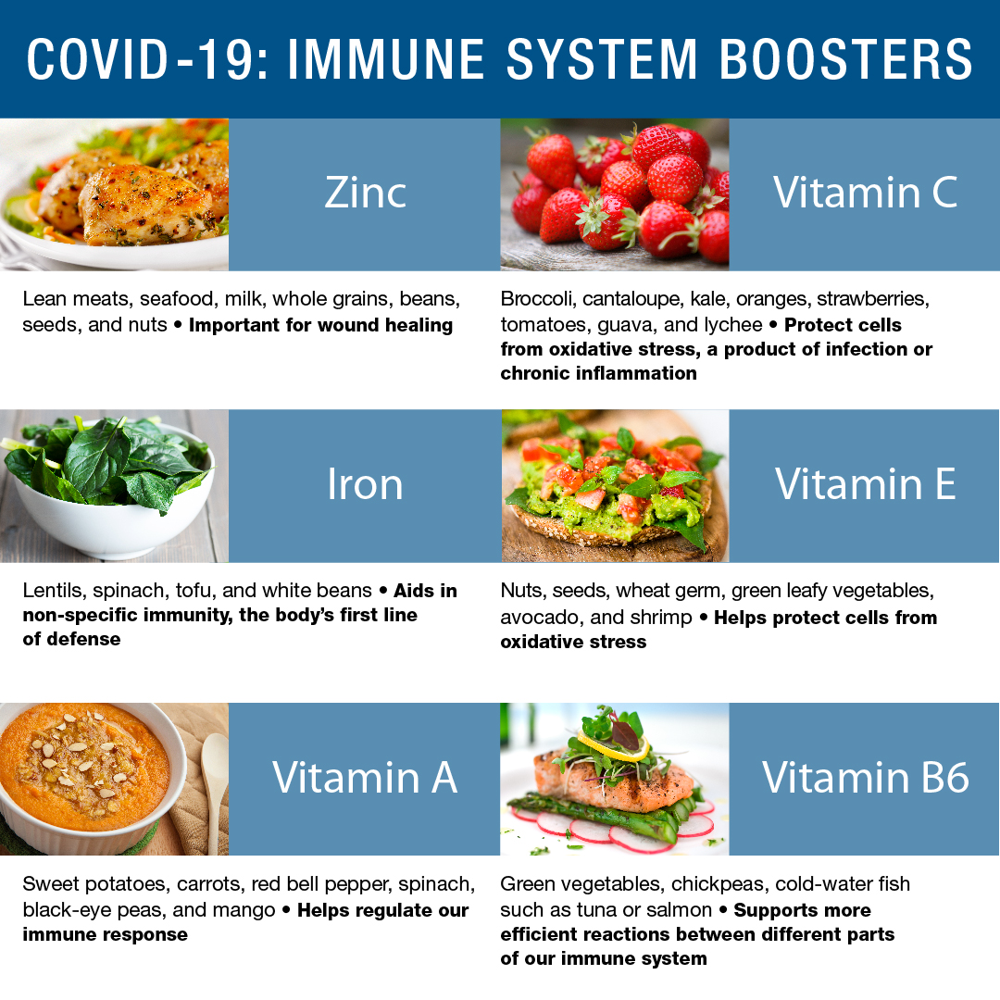 COVID-19: IMMUNE SYSTEM BOOSTERS
Zinc
Lean meats, seafood, milk, whole grains, beans,
seeds, and nuts • Important for wound healing
Vitamin C
Broccoli, cantaloupe, kale, oranges, strawberries,
tomatoes, guava, and lychee • Protect cells
from oxidative stress, a product of infection or
chronic inflammation
Iron
Lentils, spinach, tofu, and white beans • Aids in
non-specific immunity, the body’s first line
of defense
Vitamin E
Nuts, seeds, wheat germ, green leafy vegetables,
avocado, and shrimp • Helps protect cells from
oxidative stress
Vitamin A
Sweet potatoes, carrots, red bell pepper, spinach,
black-eye peas, and mango • Helps regulate our
immune response
Vitamin B6
Green vegetables, chickpeas, cold-water fish
such as tuna or salmon • Supports more
efficient reactions between different parts
of our immune system